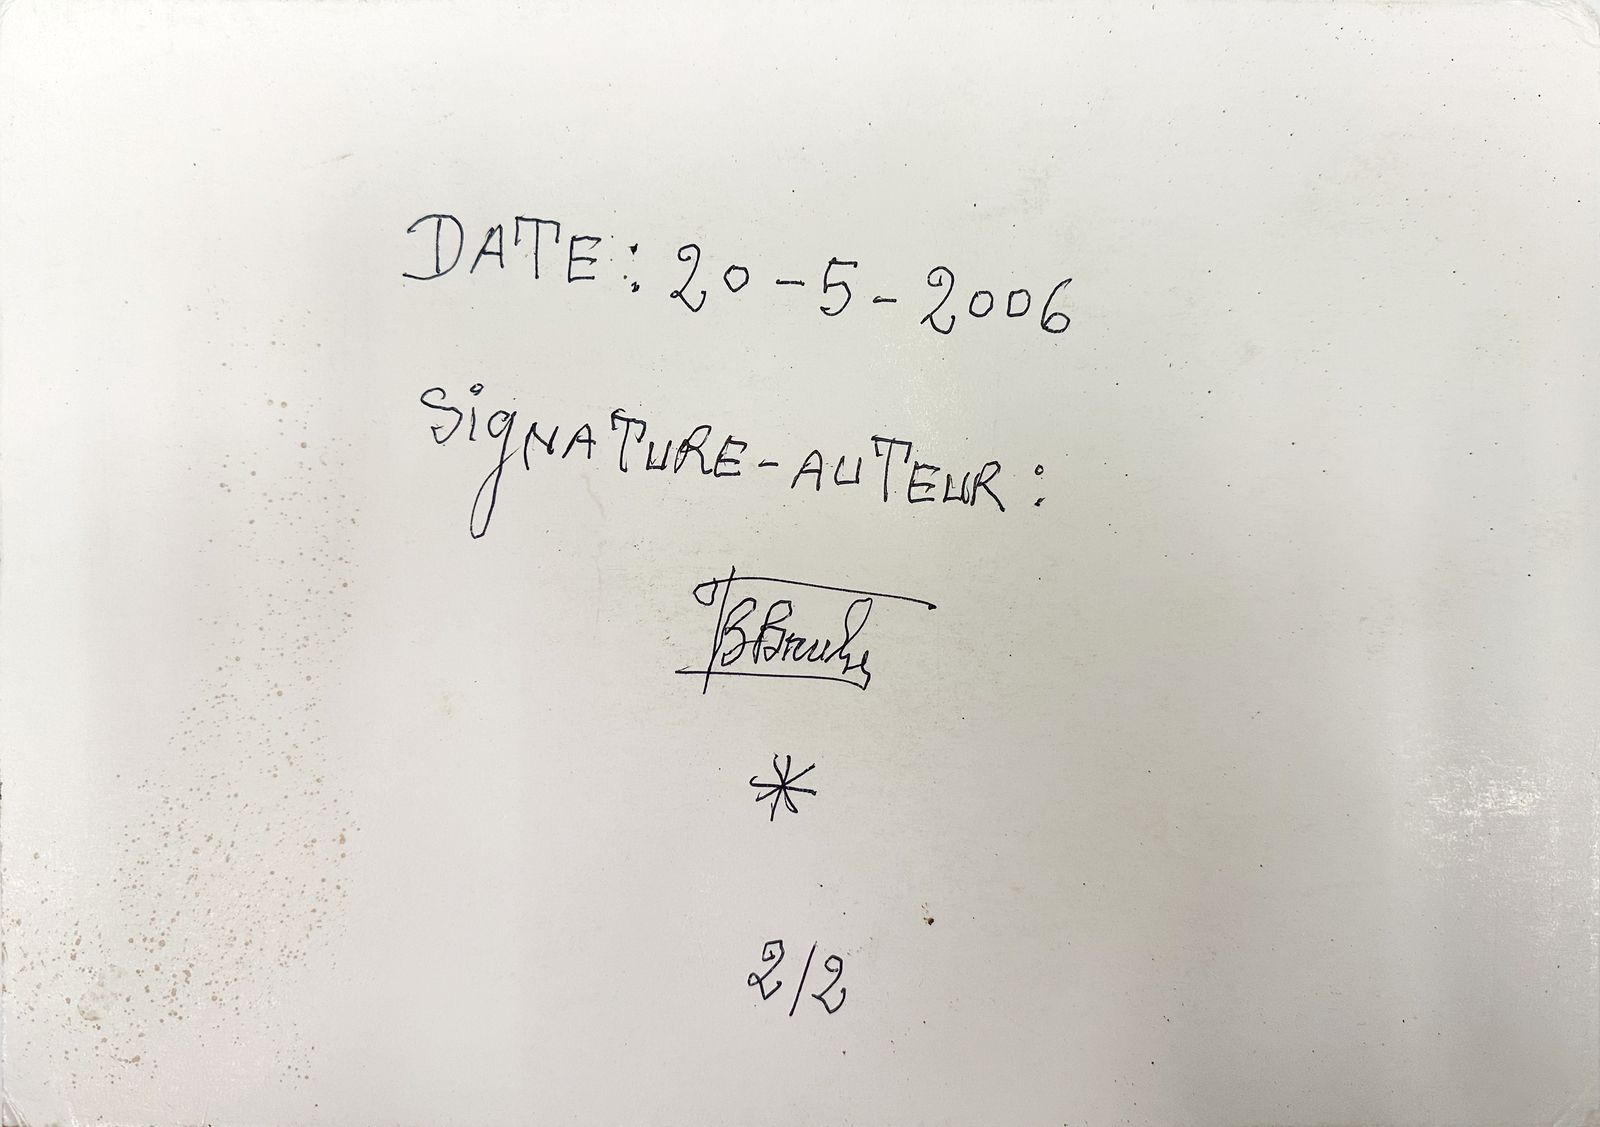 DATE: 20-5-2006
SIGNATURE-AUTEUR:
*
2/2